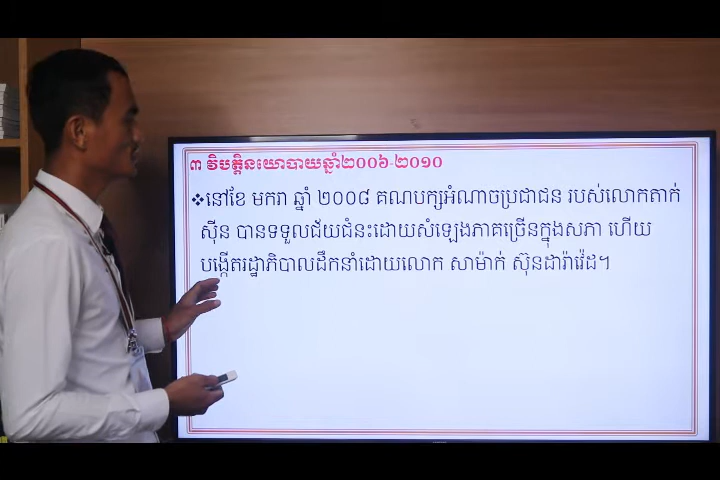 ៣ វិបត្តិនយោបាយឆ្នាំ២០០៦-២០១០
❖នៅខែ មករា ឆ្នាំ ២០០៨ គណបក្សអំណាចប្រជាជន របស់លោកតាក់
ស៊ីន បានទទួលជ័យជំនះដោយសំឡេងភាគច្រើនក្នុងសភា ហើយ
បង្កើតរដ្ឋាភិបាលដឹកនាំដោយលោក សាម៉ាក់ ស៊ុនដារ៉ាវ៉េដ។